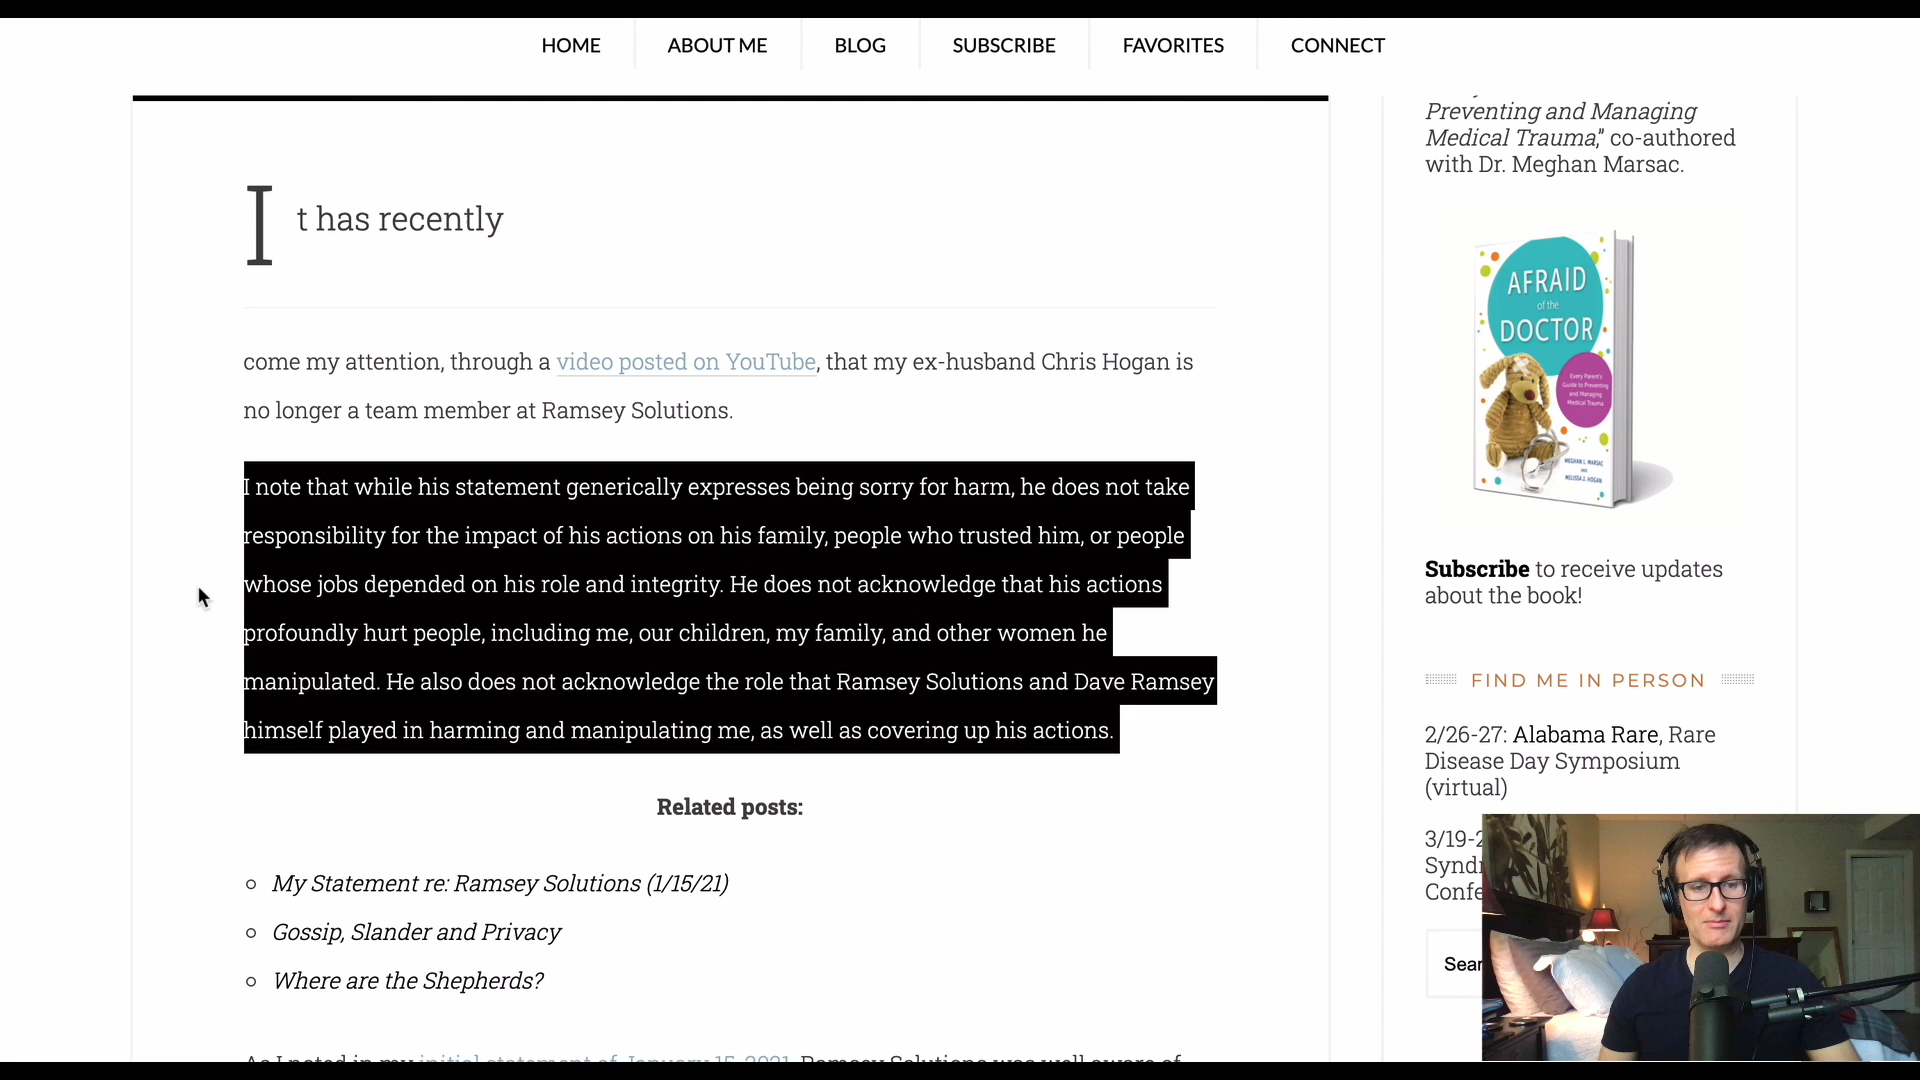 HOME
ABOUT ME
BLOG
SUBSCRIBE
FAVORITES
CONNECT
It has recently
come my attention, through a video posted on YouTube, that my ex-husband Chris Hogan is
no longer a team member at Ramsey Solutions.
I note that while his statement generically expresses being sorry for harm, he does not take
responsibility for the impact of his actions on his family, people who trusted him, or people
whose jobs depended on his role and integrity. He does not acknowledge that his actions
profoundly hurt people, including me, our children, my family, and other women he
manipulated. He also does not acknowledge the role that Ramsey Solutions and Dave Ramsey
himself played in harming and manipulating me, as well as covering up his actions.
Related posts:
My Statement re: Ramsey Solutions (1/15/21)
Gossip, Slander and Privacy
Where are the Shepherds?
As I noted in my initial statement of January 15, 2021, Ramsey Solutions was well aware of
Preventing and Managing
Medical Trauma," co-authored
with Dr. Meghan Marsac.
AFRAID
of the
DOCTOR
Every Parent's
Guide to Preventing
and Managing
Medical Trauma
MEGHAN L. MARSAC
AND
MELISSA J. HOGAN
Subscribe to receive updates
about the book!
FIND ME IN PERSON
2/26-27: Alabama Rare, Rare
Disease Day Symposium
(virtual)
3/19-2
Synd
Confe
Sear